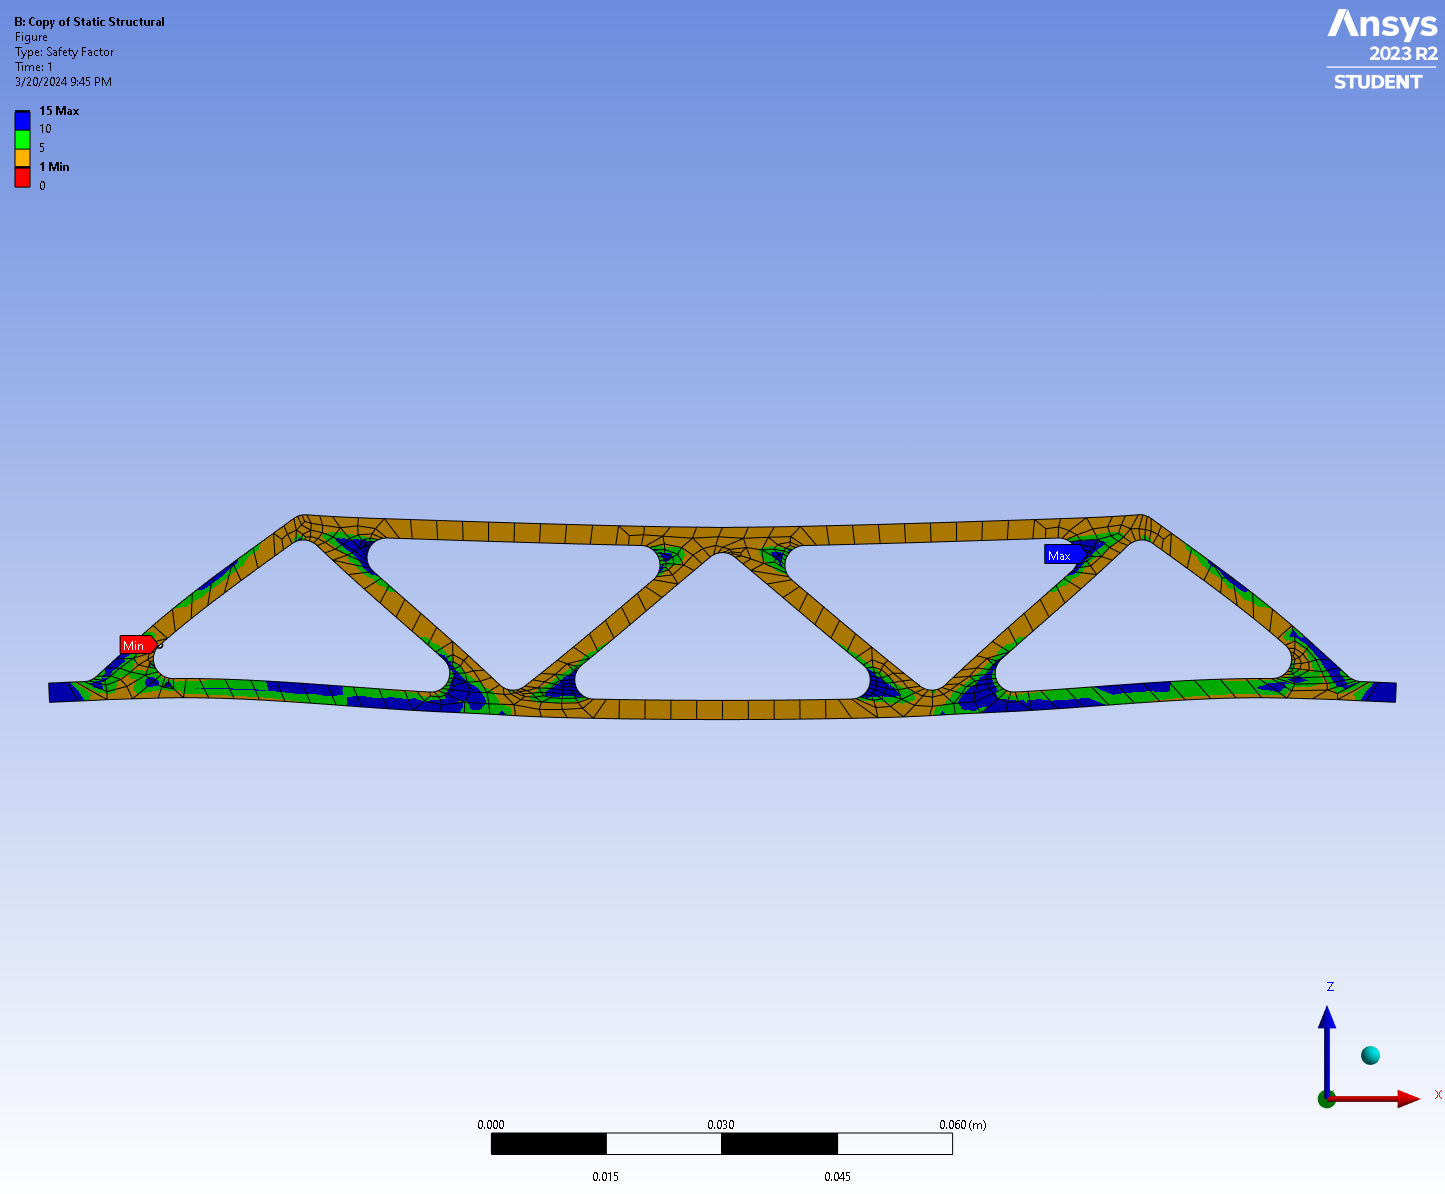 B: Copy of Static Structural
Figure
Type: Safety Factor
Time: 1
3/20/2024 9:45 PM
15 Max
10
5
1 Min
0
Ansys
2023 R2
STUDENT
Max
Min
Z
X
0.000
0.030
0.060 (m)
0.015
0.045